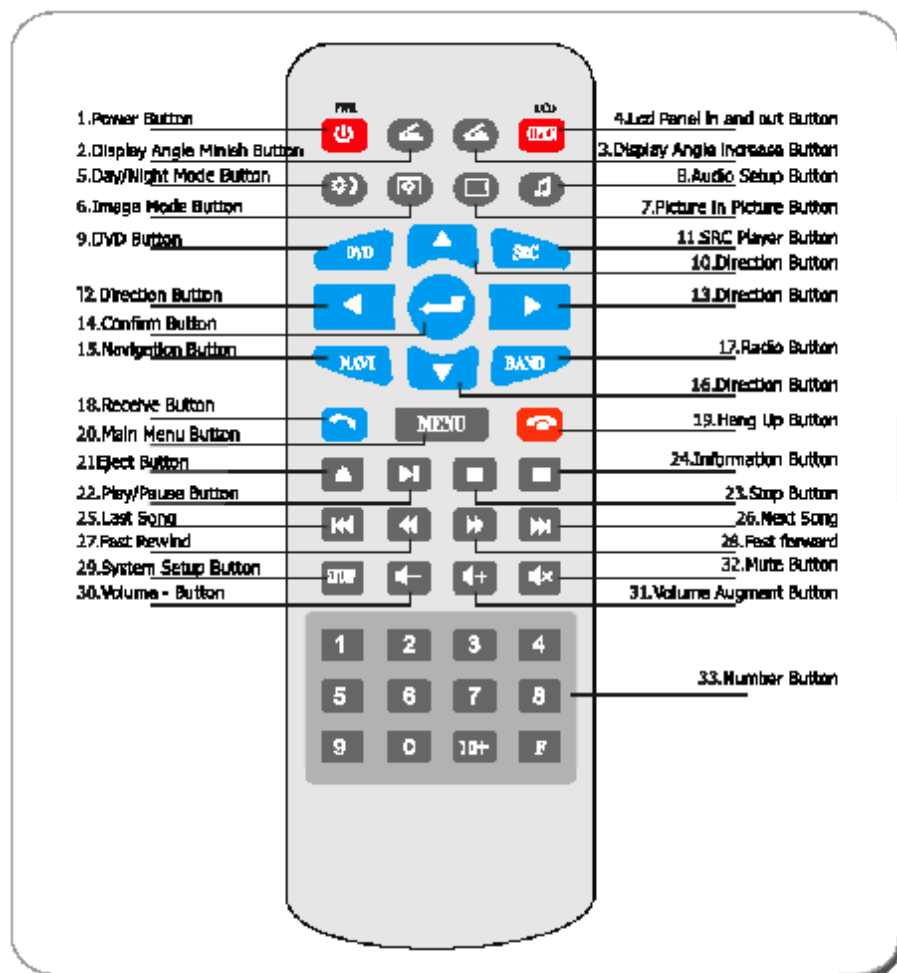 1.Power Button
4.Lcd Panel in and out Button
2.Display Angle Minish Button
3.Display Angle Increase Button
5.Day/Night Mode Button
8.Audio Setup Button
6.Image Mode Button
7.Picture in Picture Button
9.DVD Button
DVD
SRC
11.SRC Player Button
10.Direction Button
12.Direction Button
13.Direction Button
14.Confirm Button
15.Navigation Button
NAVI
BAND
17.Radio Button
16.Direction Button
18.Receive Button
19.Hang Up Button
20.Main Menu Button
MENU
21Eject Button
24.Information Button
22.Play/Pause Button
23.Stop Button
25.Last Song
26.Next Song
27.Fast Rewind
28.Fast forward
29.System Setup Button
32.Mute Button
30.Volume - Button
31.Volume Augment Button
1 2 3 4
33.Number Button
5 6 7 8
9 0 10+ F